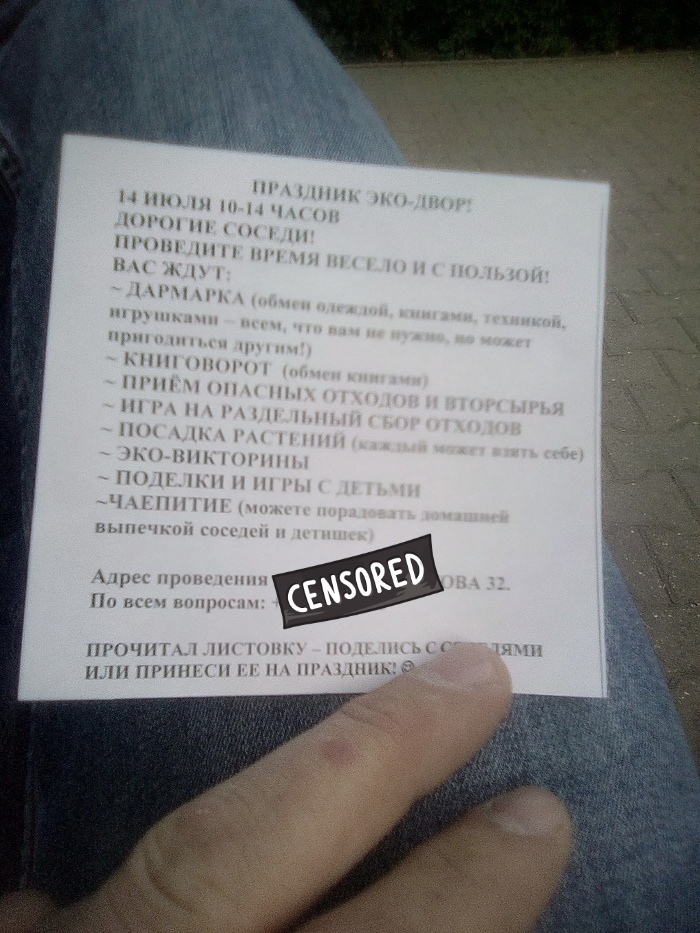 ПРАЗДНИК ЭКО-ДВОР!
14 ИЮЛЯ 10-14 ЧАСОВ
ДОРОГИЕ СОСЕДИ!
ПРОВЕДИТЕ ВРЕМЯ ВЕСЕЛО И С ПОЛЬЗОЙ!
ВАС ЖДУТ:
~ ДАРМАРКА (обмен одеждой, книгами, техникой,
игрушками – всем, что вам не нужно, но может
пригодиться другим!)
~ КНИГОВОРОТ (обмен книгами)
~ ПРИЁМ ОПАСНЫХ ОТХОДОВ И ВТОРСЫРЬЯ
~ ИГРА НА РАЗДЕЛЬНЫЙ СБОР ОТХОДОВ
~ ПОСАДКА РАСТЕНИЙ (каждый может взять себе)
~ ЭКО-ВИКТОРИНЫ
~ ПОДЕЛКИ И ИГРЫ С ДЕТЬМИ
~ЧАЕПИТИЕ (можете порадовать домашней
выпечкой соседей и детишек)
Адрес проведения CENSORED ОВА 32.
По всем вопросам:
ПРОЧИТАЛ ЛИСТОВКУ – ПОДЕЛИСЬ С
ИЛИ ПРИНЕСИ ЕЕ НА ПРАЗДНИК! ☺